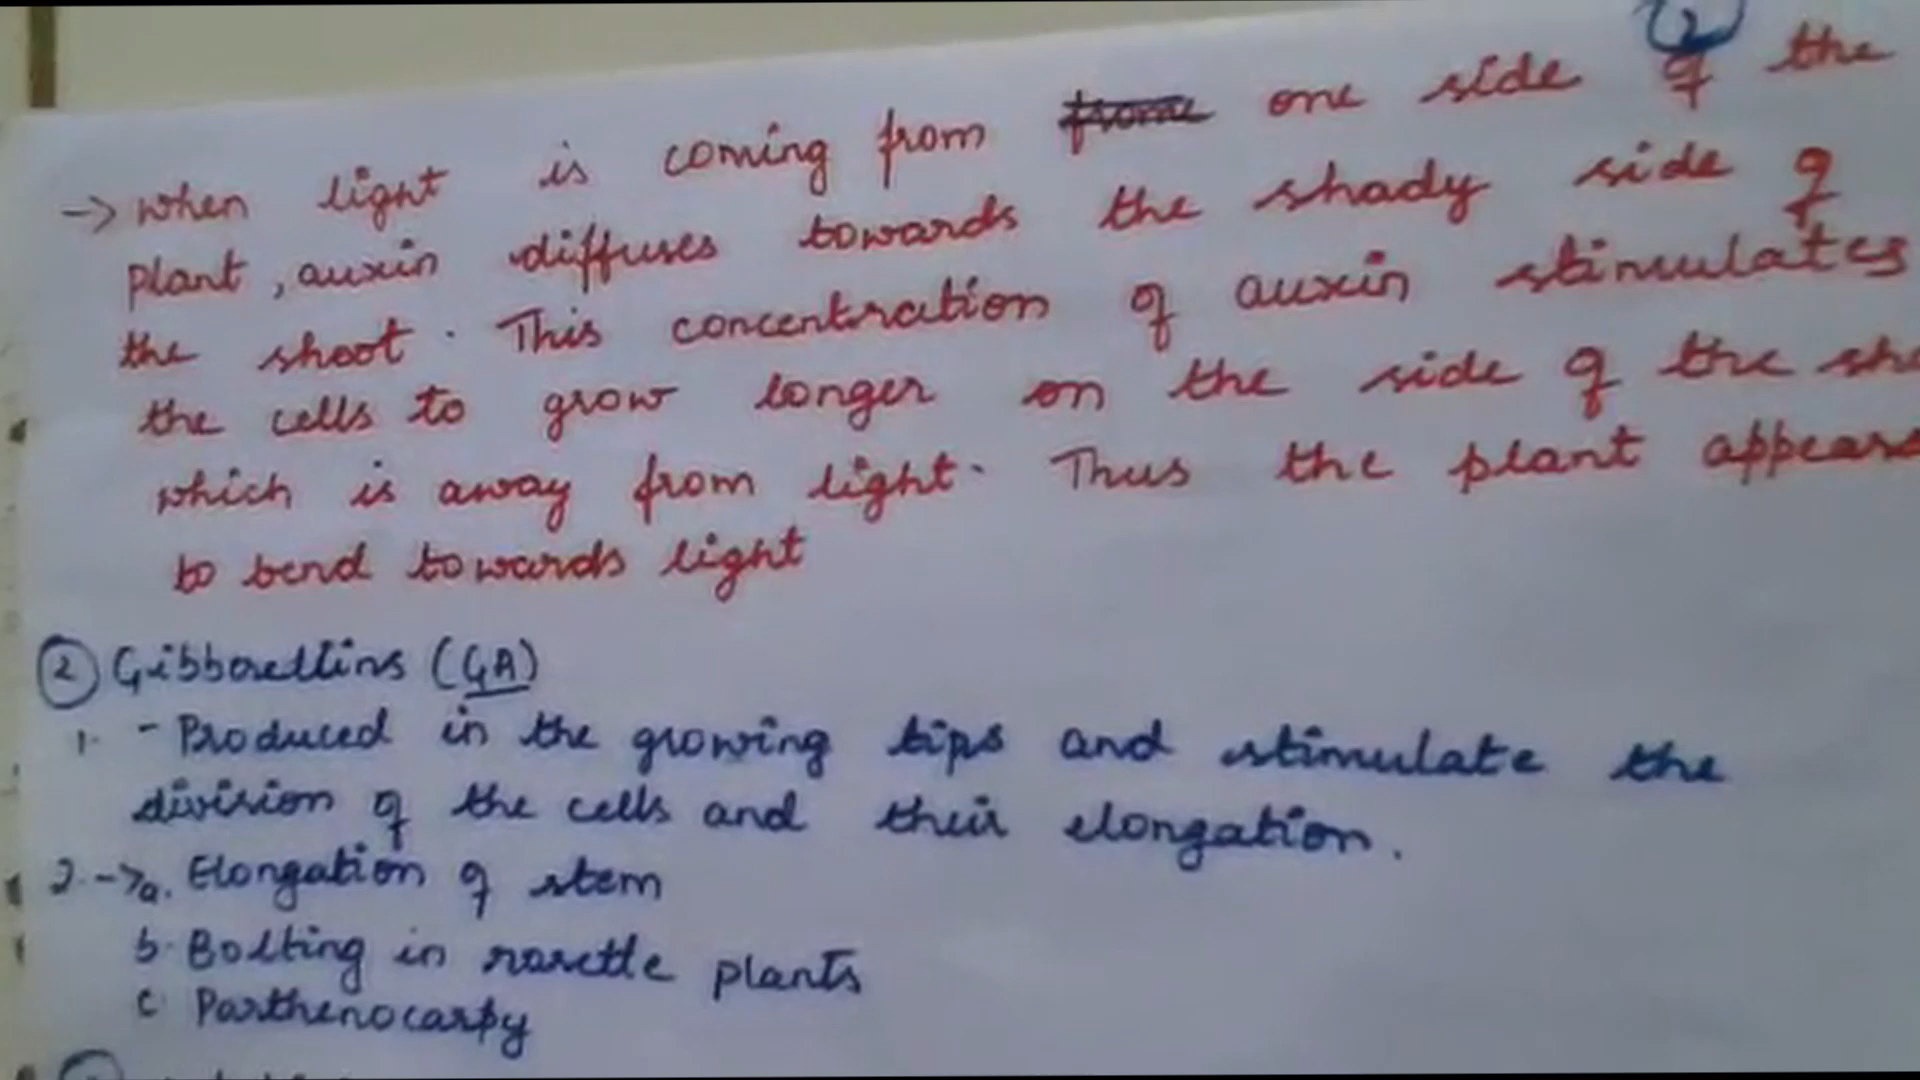 2
→ when light is coming from frome one side of the
plant, auxin diffuses towards the shady side of
the shoot. This concentration of auxin stimulates
the cells to grow longer on the side of the
which is away from light. Thus the plant appears
to bend towards light
② Gibberellins (GA)
1. - Produced in the growing tips and stimulate the
division of the cells and their elongation.
2. → a. Elongation of stem
b. Bolting in rosette plants
c. Parthenocarpy